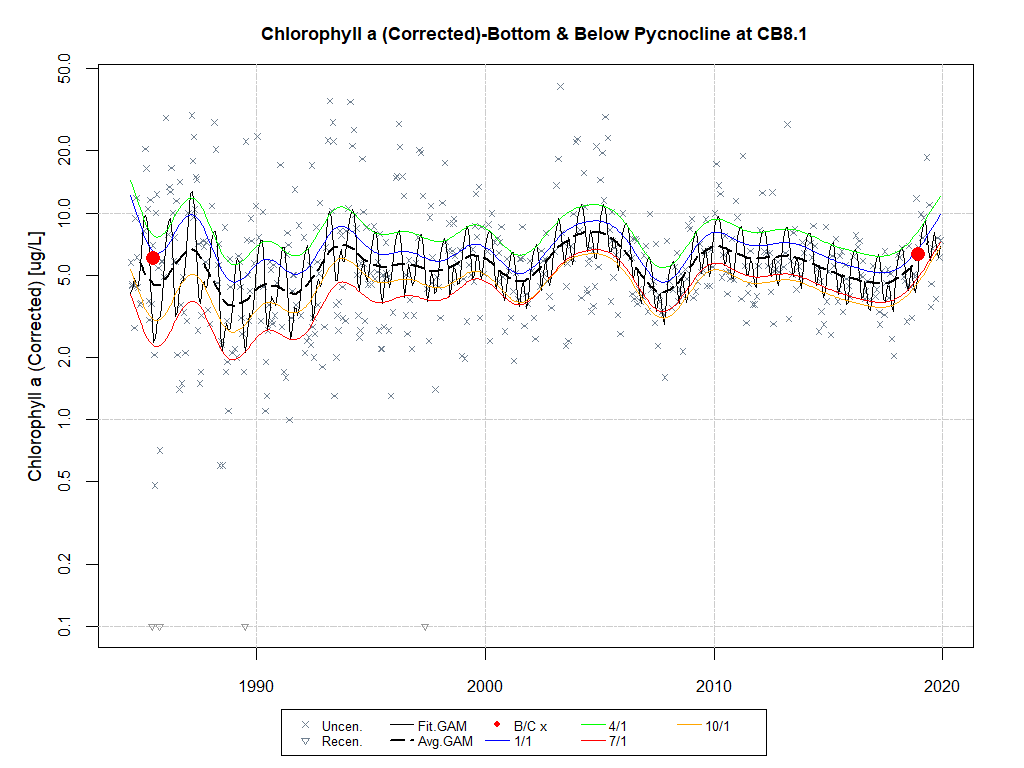 Chlorophyll a (Corrected)-Bottom & Below Pycnocline at CB8.1
Chlorophyll a (Corrected) [ug/L]
50.0
20.0
10.0
5.0
2.0
1.0
0.5
0.2
0.1
1990 2000 2010 2020
Uncen. Fit.GAM B/C x 4/1 10/1
Recen. Avg.GAM 1/1 7/1